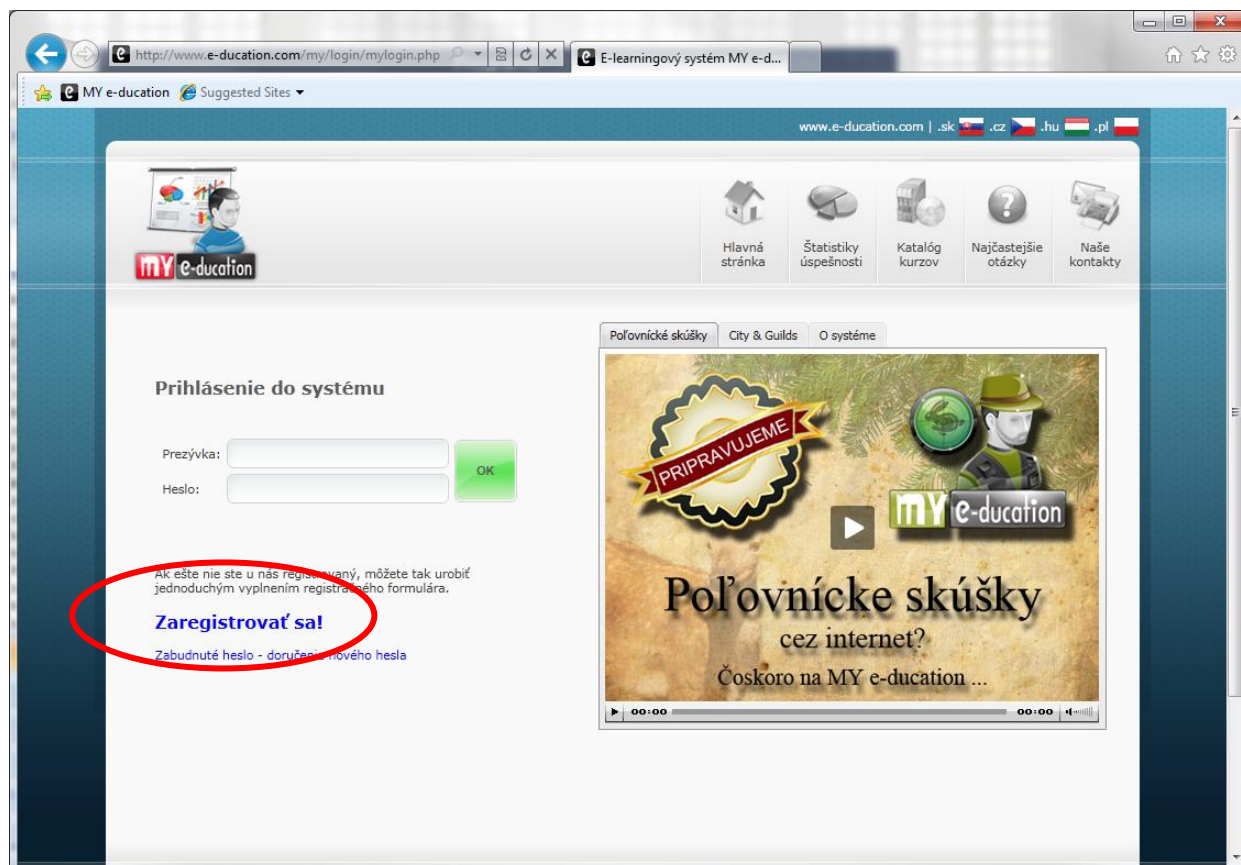 http://www.e-ducation.com/my/login/mylogin.php
E-learningový systém MY e-d...
MY e-ducation
Suggested Sites
www.e-ducation.com | .sk .cz .hu .pl
MY e-ducation
Hlavná stránka
Štatistiky úspešnosti
Katalóg kurzov
Najčastejšie otázky
Naše kontakty
Poľovnícké skúšky
City & Guilds
O systéme
Prihlásenie do systému
Prezývka:
Heslo:
OK
Ak ešte nie ste u nás registrovaný, môžete tak urobiť
jednoduchým vyplnením registračného formulára.
Zaregistrovať sa!
Zabudnuté heslo - doručenie nového hesla
PRIPRAVUJEME
MY e-ducation
Poľovnícke skúšky
cez internet?
Čoskoro na MY e-ducation ...
00:00
00:00